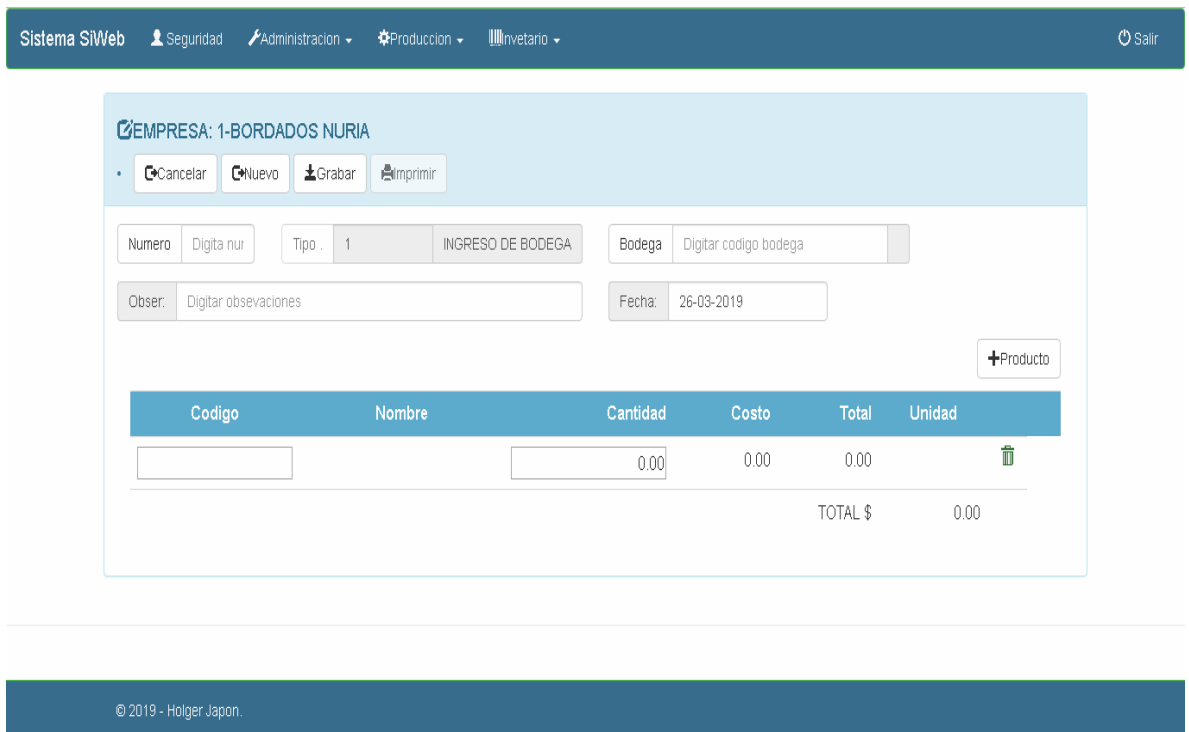 Sistema SiWeb Seguridad Administracion Produccion Invetario Salir
EMPRESA: 1-BORDADOS NURIA
Cancelar Nuevo Grabar Imprimir
Numero Digita nur Tipo . 1 INGRESO DE BODEGA Bodega Digitar codigo bodega
Obser: Digitar obsevaciones Fecha: 26-03-2019
+Producto
Codigo Nombre Cantidad Costo Total Unidad
0.00 0.00 0.00
TOTAL $ 0.00
© 2019 - Holger Japon.